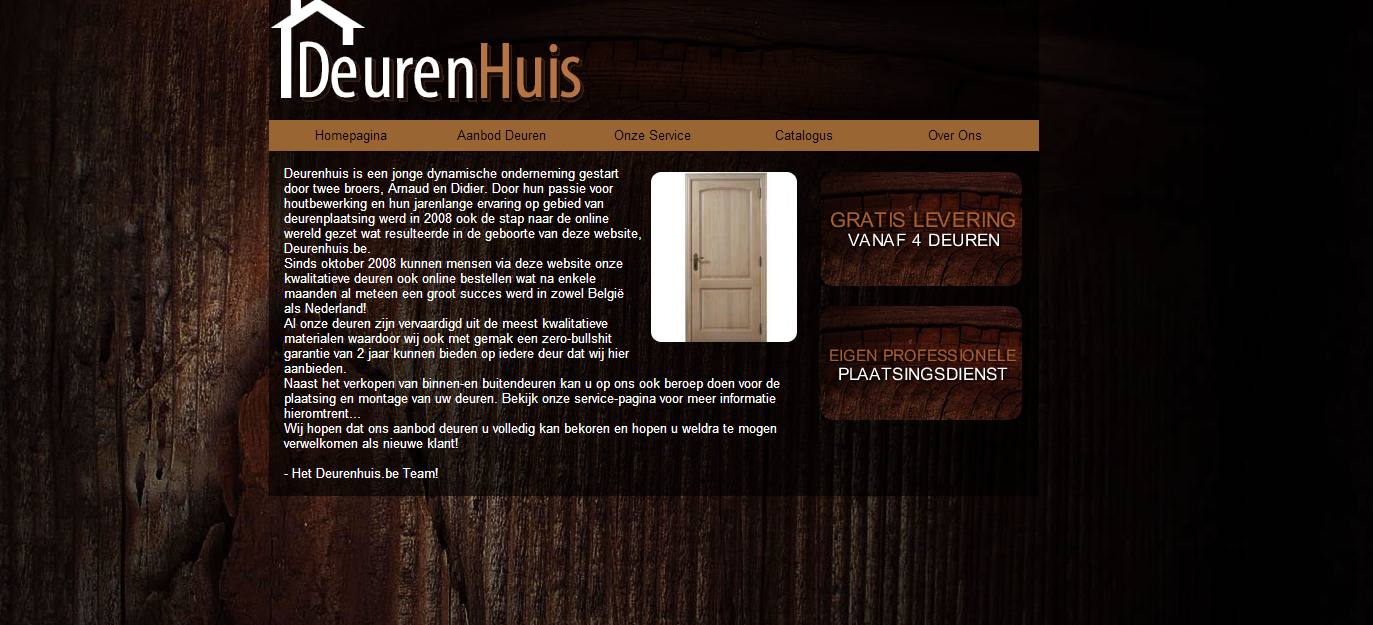 DeurenHuis
Homepagina
Aanbod Deuren
Onze Service
Catalogus
Over Ons
Deurenhuis is een jonge dynamische onderneming gestart
door twee broers, Arnaud en Didier. Door hun passie voor
houtbewerking en hun jarenlange ervaring op gebied van
deurenplaatsing werd in 2008 ook de stap naar de online
wereld gezet wat resulteerde in de geboorte van deze website,
Deurenhuis.be.
Sinds oktober 2008 kunnen mensen via deze website onze
kwalitatieve deuren ook online bestellen wat na enkele
maanden al meteen een groot succes werd in zowel België
als Nederland!
Al onze deuren zijn vervaardigd uit de meest kwalitatieve
materialen waardoor wij ook met gemak een zero-bullshit
garantie van 2 jaar kunnen bieden op iedere deur dat wij hier
aanbieden.
Naast het verkopen van binnen-en buitendeuren kan u op ons ook beroep doen voor de
plaatsing en montage van uw deuren. Bekijk onze service-pagina voor meer informatie
hieromtrent...
Wij hopen dat ons aanbod deuren u volledig kan bekoren en hopen u weldra te mogen
verwelkomen als nieuwe klant!
- Het Deurenhuis.be Team!
GRATIS LEVERING
VANAF 4 DEUREN
EIGEN PROFESSIONELE
PLAATSINGSDIENST